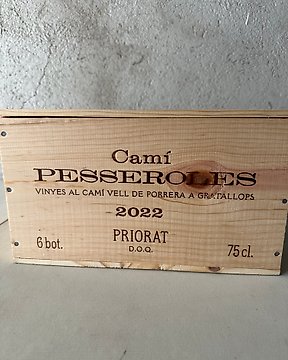 Camí
PESSEROLES
VINYES AL CAMÍ VELL DE PORRERA A GRATALLOPS
2022
6 bot.
PRIORAT
D.O.Q.
75 cl.